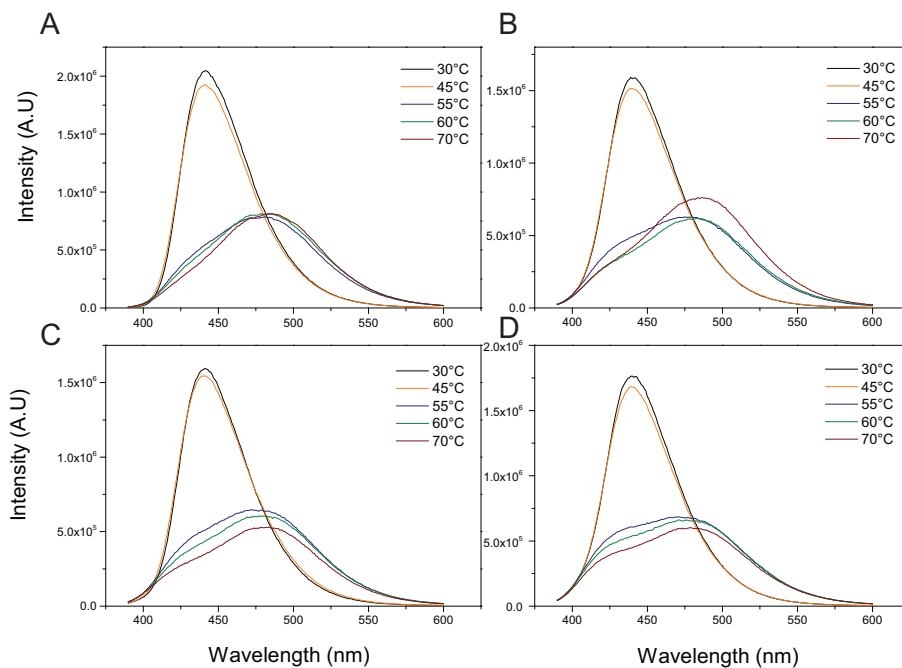 A
Intensity (A.U)
2.0x10⁶
1.5x10⁶
1.0x10⁶
5.0x10⁵
0.0
30°C
45°C
55°C
60°C
70°C
400 450 500 550 600
Wavelength (nm)
B
1.5x10⁶
1.0x10⁶
5.0x10⁵
0.0
30°C
45°C
55°C
60°C
70°C
400 450 500 550 600
Wavelength (nm)
C
Intensity (A.U)
1.5x10⁶
1.0x10⁶
5.0x10⁵
0.0
30°C
45°C
55°C
60°C
70°C
400 450 500 550 600
Wavelength (nm)
D
2.0x10⁶
1.5x10⁶
1.0x10⁶
5.0x10⁵
0.0
30°C
45°C
55°C
60°C
70°C
400 450 500 550 600
Wavelength (nm)